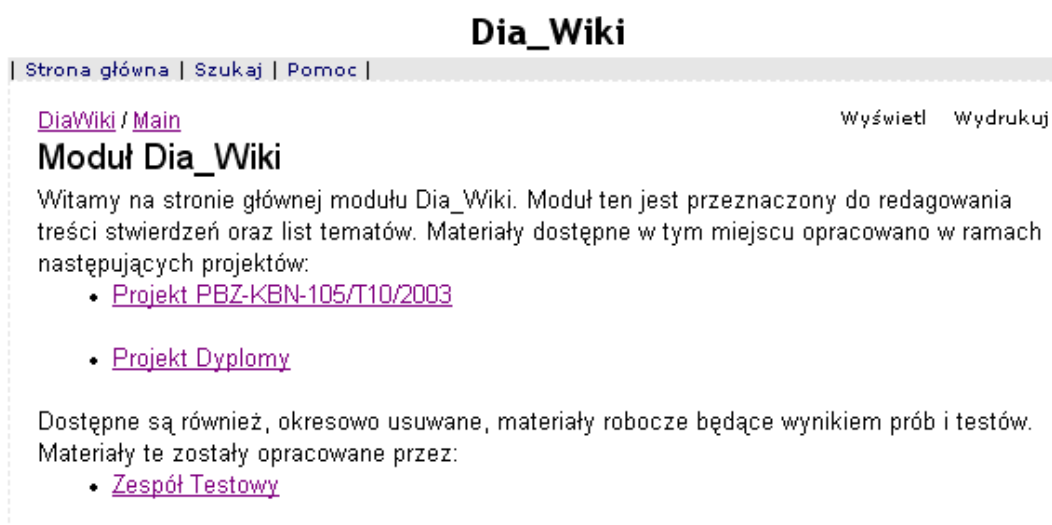 Dia_Wiki
| Strona główna | Szukaj | Pomoc |
DiaWiki / Main Wyświetl Wydrukuj
Moduł Dia_Wiki
Witamy na stronie głównej modułu Dia_Wiki. Moduł ten jest przeznaczony do redagowania
treści stwierdzeń oraz list tematów. Materiały dostępne w tym miejscu opracowano w ramach
następujących projektów:
• Projekt PBZ-KBN-105/T10/2003
• Projekt Dyplomy
Dostępne są również, okresowo usuwane, materiały robocze będące wynikiem prób i testów.
Materiały te zostały opracowane przez:
• Zespół Testowy